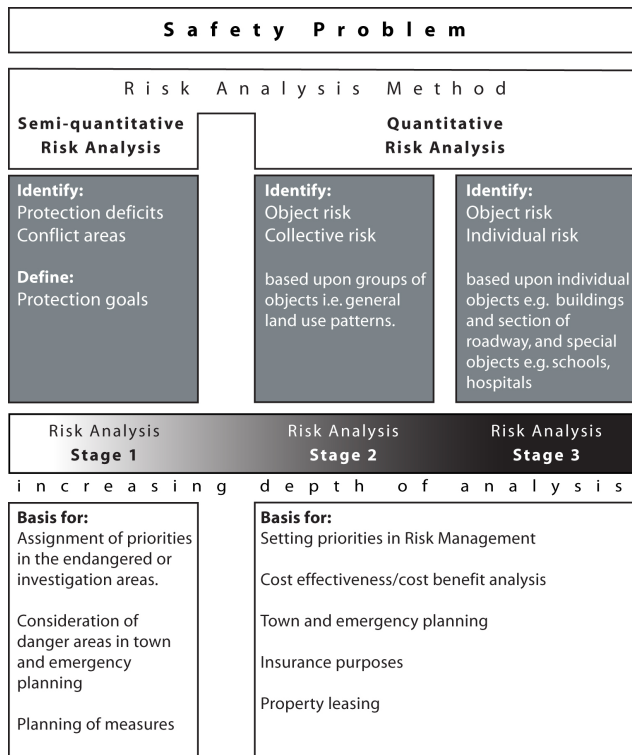 Safety Problem
Risk Analysis Method
Semi-quantitative
Risk Analysis
Quantitative
Risk Analysis
Identify:
Protection deficits
Conflict areas
Define:
Protection goals
Identify:
Object risk
Collective risk
based upon groups of
objects i.e. general
land use patterns.
Identify:
Object risk
Individual risk
based upon individual
objects e.g. buildings
and section of
roadway, and special
objects e.g. schools,
hospitals
Risk Analysis
Stage 1
Risk Analysis
Stage 2
Risk Analysis
Stage 3
increasing depth of analysis
Basis for:
Assignment of priorities
in the endangered or
investigation areas.
Consideration of
danger areas in town
and emergency
planning
Planning of measures
Basis for:
Setting priorities in Risk Management
Cost effectiveness/cost benefit analysis
Town and emergency planning
Insurance purposes
Property leasing